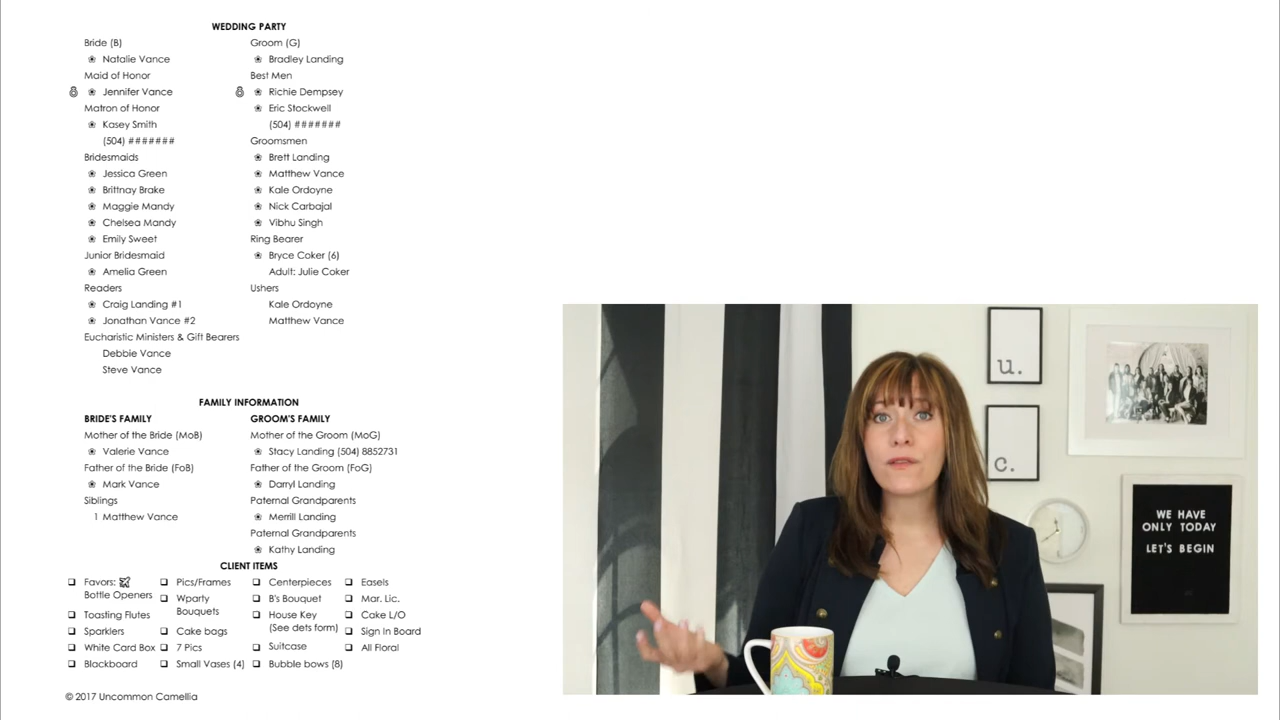 WEDDING PARTY
Bride (B)
Natalie Vance
Maid of Honor
Jennifer Vance
Matron of Honor
Kasey Smith
(504) #######
Bridesmaids
Jessica Green
Brittnay Brake
Maggie Mandy
Chelsea Mandy
Emily Sweet
Junior Bridesmaid
Amelia Green
Readers
Craig Landing #1
Jonathan Vance #2
Eucharistic Ministers & Gift Bearers
Debbie Vance
Steve Vance
Groom (G)
Bradley Landing
Best Men
Richie Dempsey
Eric Stockwell
(504) #######
Groomsmen
Brett Landing
Matthew Vance
Kale Ordoyne
Nick Carbajal
Vibhu Singh
Ring Bearer
Bryce Coker (6)
Adult: Julie Coker
Ushers
Kale Ordoyne
Matthew Vance
FAMILY INFORMATION
BRIDE'S FAMILY
Mother of the Bride (MoB)
Valerie Vance
Father of the Bride (FoB)
Mark Vance
Siblings
1 Matthew Vance
GROOM'S FAMILY
Mother of the Groom (MoG)
Stacy Landing (504) 8852731
Father of the Groom (FoG)
Darryl Landing
Paternal Grandparents
Merrill Landing
Paternal Grandparents
Kathy Landing
CLIENT ITEMS
Favors:
Bottle Openers
Toasting Flutes
Sparklers
White Card Box
Blackboard
Pics/Frames
Wparty
Bouquets
Cake bags
7 Pics
Small Vases (4)
Centerpieces
B's Bouquet
House Key
(See dets form)
Suitcase
Bubble bows (8)
Easels
Mar. Lic.
Cake L/O
Sign In Board
All Floral
© 2017 Uncommon Camellia
u.
c.
WE HAVE
ONLY TODAY
LET'S BEGIN